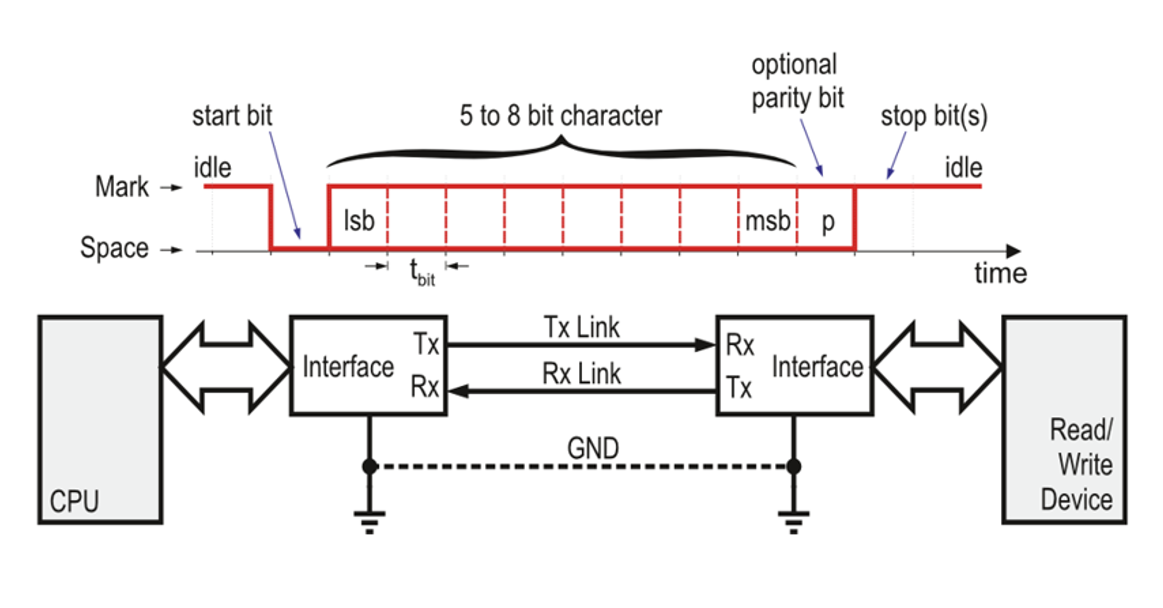 optional
parity bit
start bit
5 to 8 bit character
stop bit(s)
idle
idle
Mark
lsb
msb
p
Space
tbit
time
Tx Link
Tx
Rx
Interface
Interface
Rx Link
Rx
Tx
GND
Read/
Write
Device
CPU